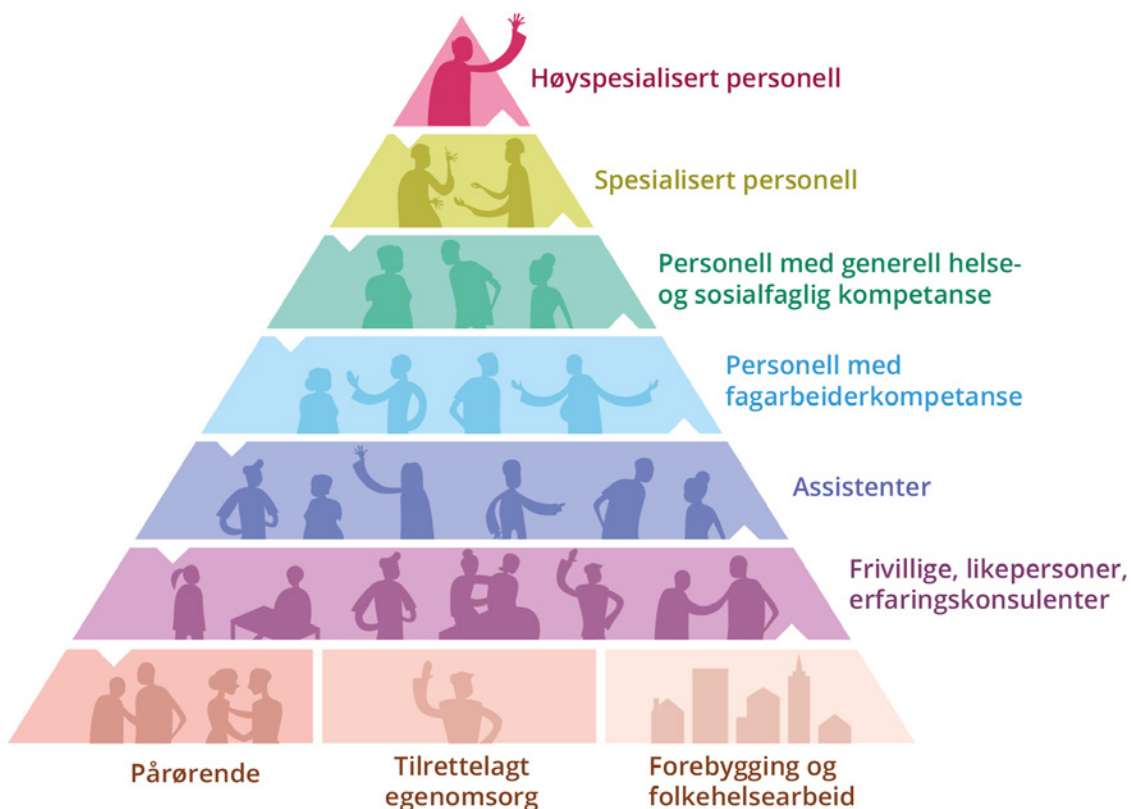 Høyspesialisert personell
Spesialisert personell
Personell med generell helse-
og sosialfaglig kompetanse
Personell med
fagarbeiderkompetanse
Assistenter
Frivillige, likepersoner,
erfaringskonsulenter
Pårørende
Tilrettelagt
egenomsorg
Forebygging og
folkehelsearbeid